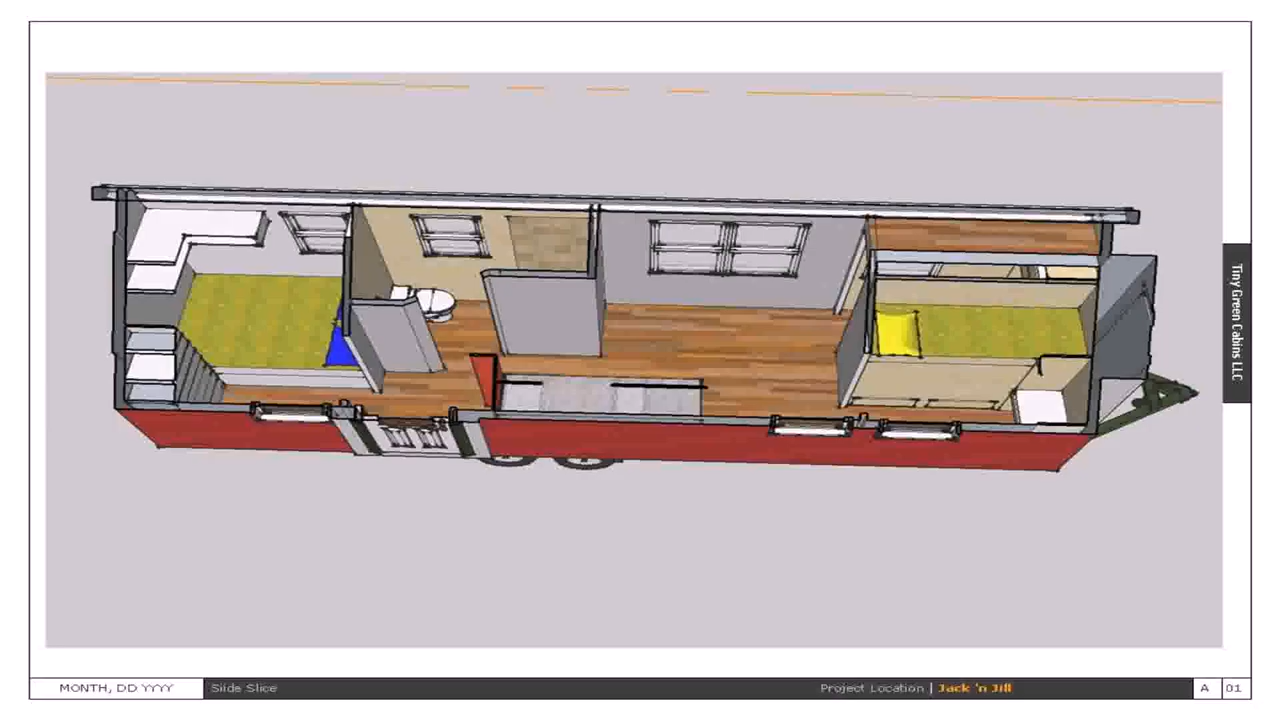 Tiny Green Cabins LLC
MONTH, DD YYYY
Slide Slice
Project Location | Jack 'n Jill
A 01